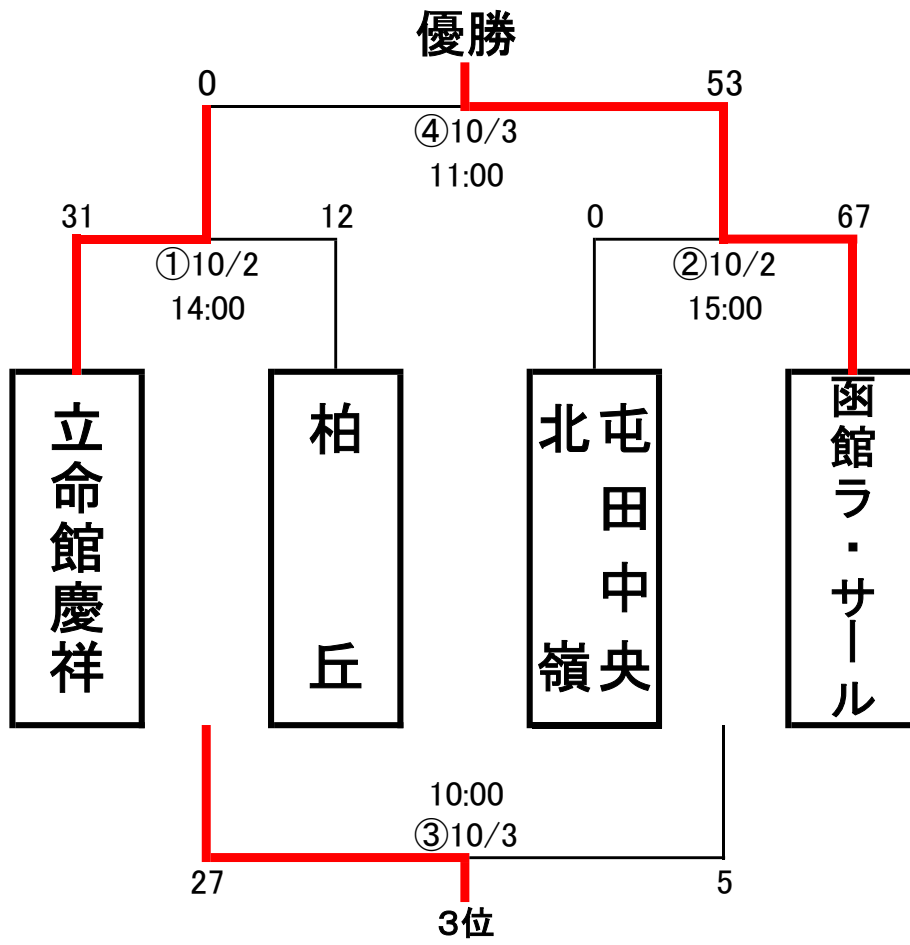 優勝
0
53
④10/3
11:00
31
12
0
67
①10/2
14:00
②10/2
15:00
立命館慶祥
柏丘
屯田中央
北嶺
函館ラ・サール
10:00
③10/3
27
5
3位